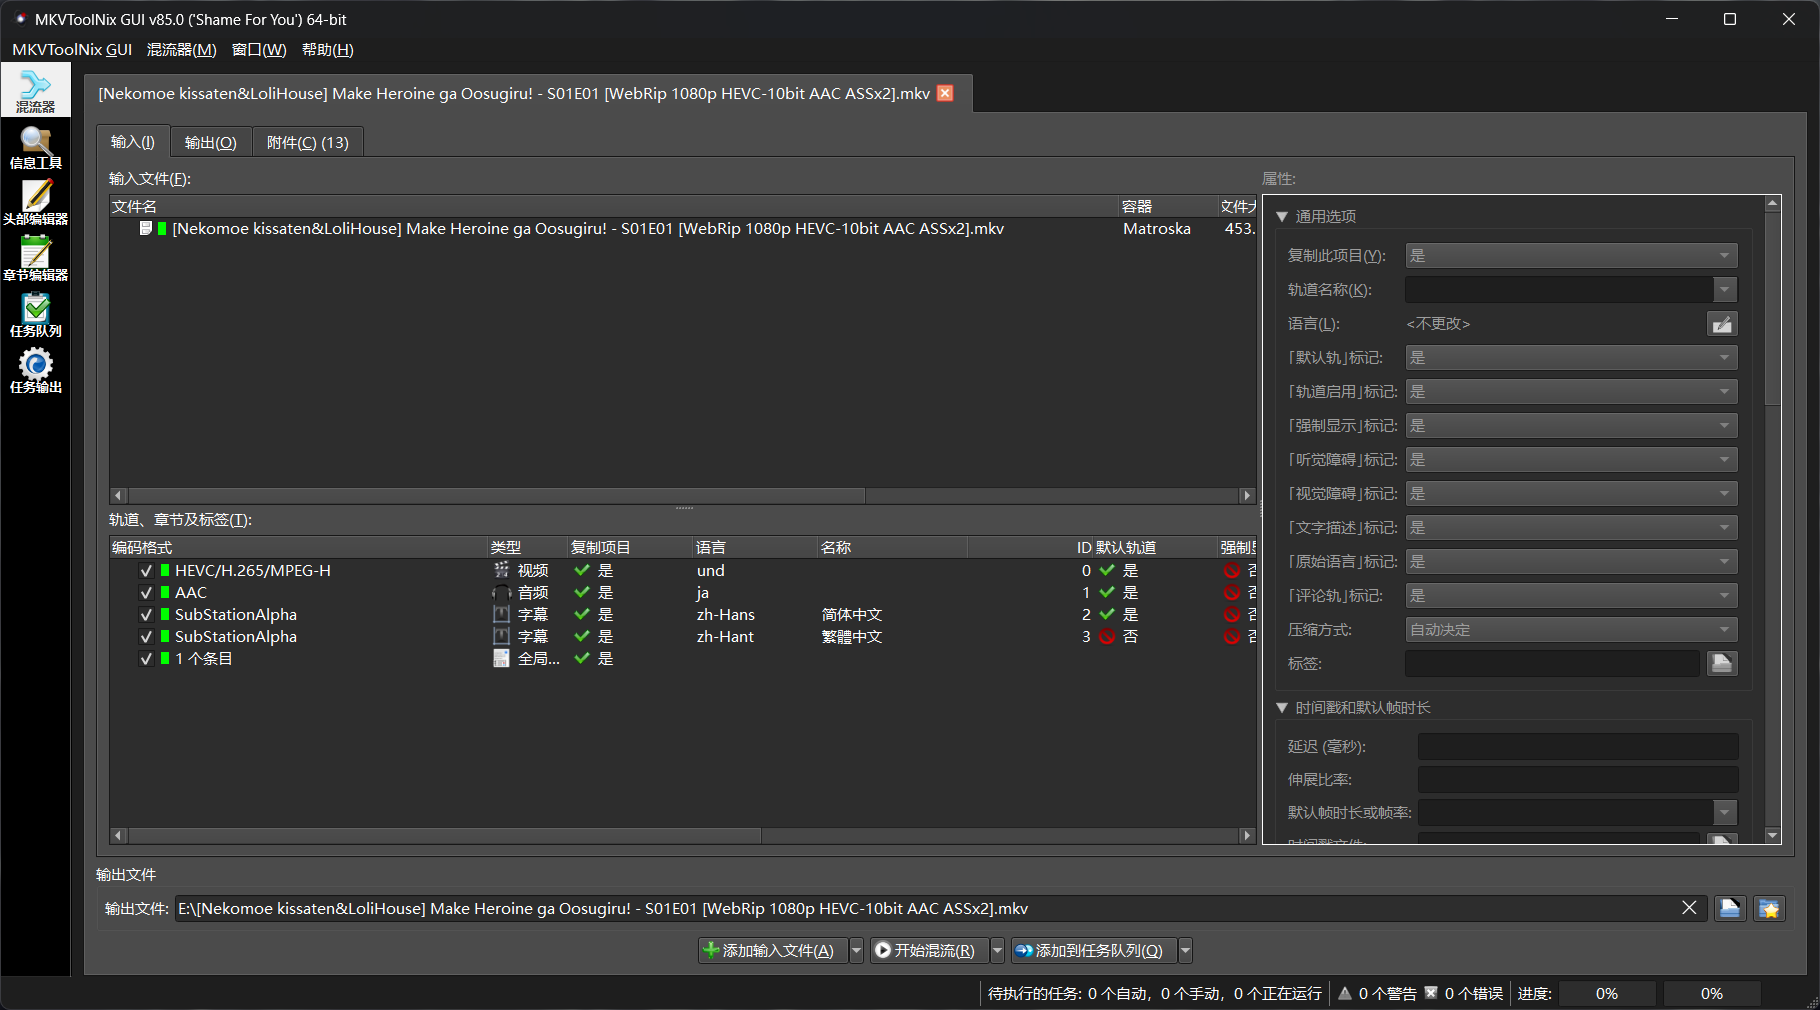 MKVToolNix GUI v85.0 ('Shame For You') 64-bit
MKVToolNix GUI 混流器(M) 窗口(W) 帮助(H)
混流器
信息工具
头部编辑器
章节编辑器
任务队列
任务输出
[Nekomoe kissaten&LoliHouse] Make Heroine ga Oosugiru! - S01E01 [WebRip 1080p HEVC-10bit AAC ASSx2].mkv
输入(I) 输出(O) 附件(C) (13)
输入文件(F):
文件名 容器 文件大
[Nekomoe kissaten&LoliHouse] Make Heroine ga Oosugiru! - S01E01 [WebRip 1080p HEVC-10bit AAC ASSx2].mkv Matroska 453.
轨道、章节及标签(T):
编码格式 类型 复制项目 语言 名称 ID 默认轨道 强制显
HEVC/H.265/MPEG-H 视频 是 und 0 是 否
AAC 音频 是 ja 1 是 否
SubStationAlpha 字幕 是 zh-Hans 简体中文 2 是 否
SubStationAlpha 字幕 是 zh-Hant 繁體中文 3 否 否
1 个条目 全局... 是
属性:
通用选项
复制此项目(Y): 是
轨道名称(K):
语言(L): <不更改>
「默认轨」标记: 是
「轨道启用」标记: 是
「强制显示」标记: 是
「听觉障碍」标记: 是
「视觉障碍」标记: 是
「文字描述」标记: 是
「原始语言」标记: 是
「评论轨」标记: 是
压缩方式: 自动决定
标签:
时间戳和默认帧时长
延迟 (毫秒):
伸展比率:
默认帧时长或帧率:
时间戳文件:
输出文件
输出文件: E:\[Nekomoe kissaten&LoliHouse] Make Heroine ga Oosugiru! - S01E01 [WebRip 1080p HEVC-10bit AAC ASSx2].mkv
添加输入文件(A) 开始混流(R) 添加到任务队列(Q)
待执行的任务: 0 个自动，0 个手动，0 个正在运行 0 个警告 0 个错误 进度: 0% 0%